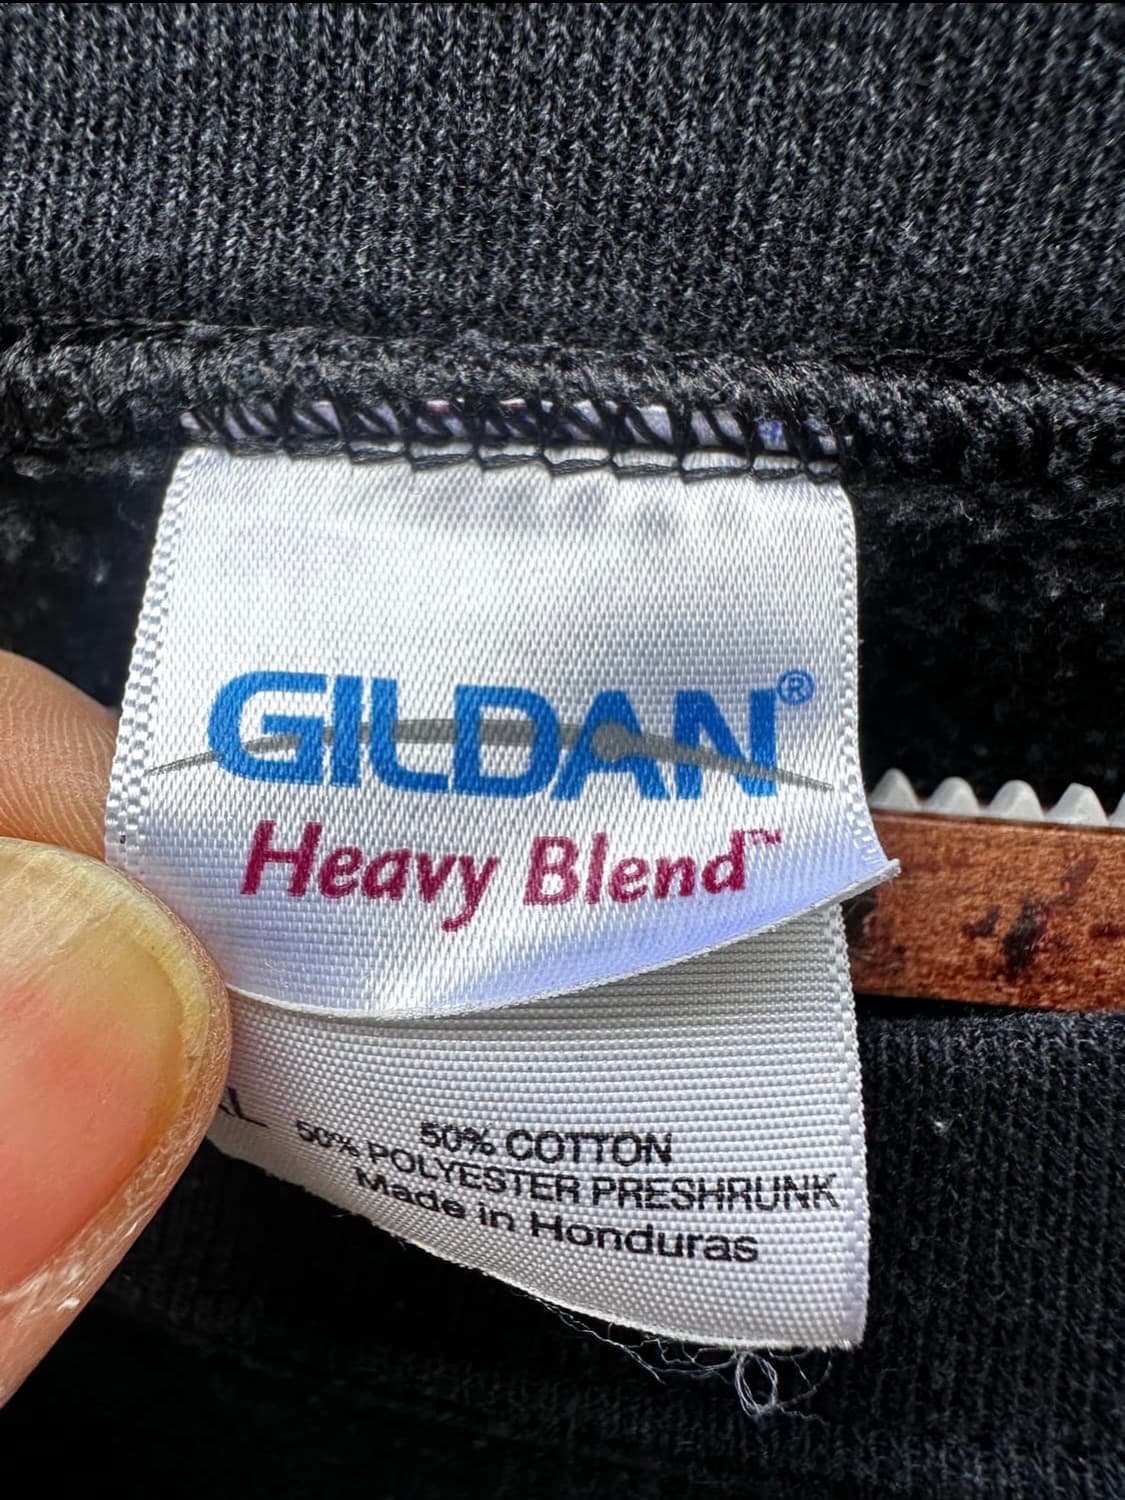 GILDAN®
Heavy Blend™
50% COTTON
50% POLYESTER PRESHRUNK
Made in Honduras